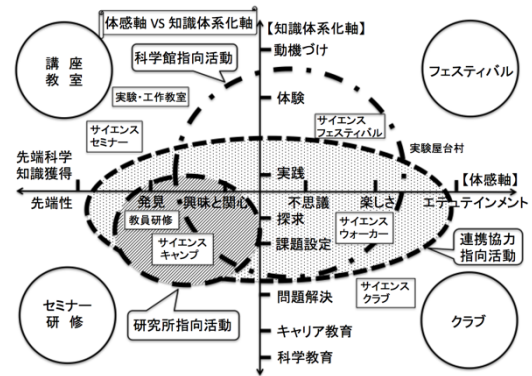 体感軸 VS 知識体系化軸
【知識体系化軸】
講座
教室
科学館指向活動
動機づけ
フェスティバル
実験・工作教室
体験
サイエンス
セミナー
サイエンス
フェスティバル
実験屋台村
先端科学
知識獲得
実践
【体感軸】
先端性
発見
興味と関心
不思議
楽しさ
エデュテインメント
教員研修
探求
サイエンス
ウォーカー
サイエンス
キャンプ
課題設定
連携協力
指向活動
セミナー
研修
研究所指向活動
問題解決
サイエンス
クラブ
クラブ
キャリア教育
科学教育